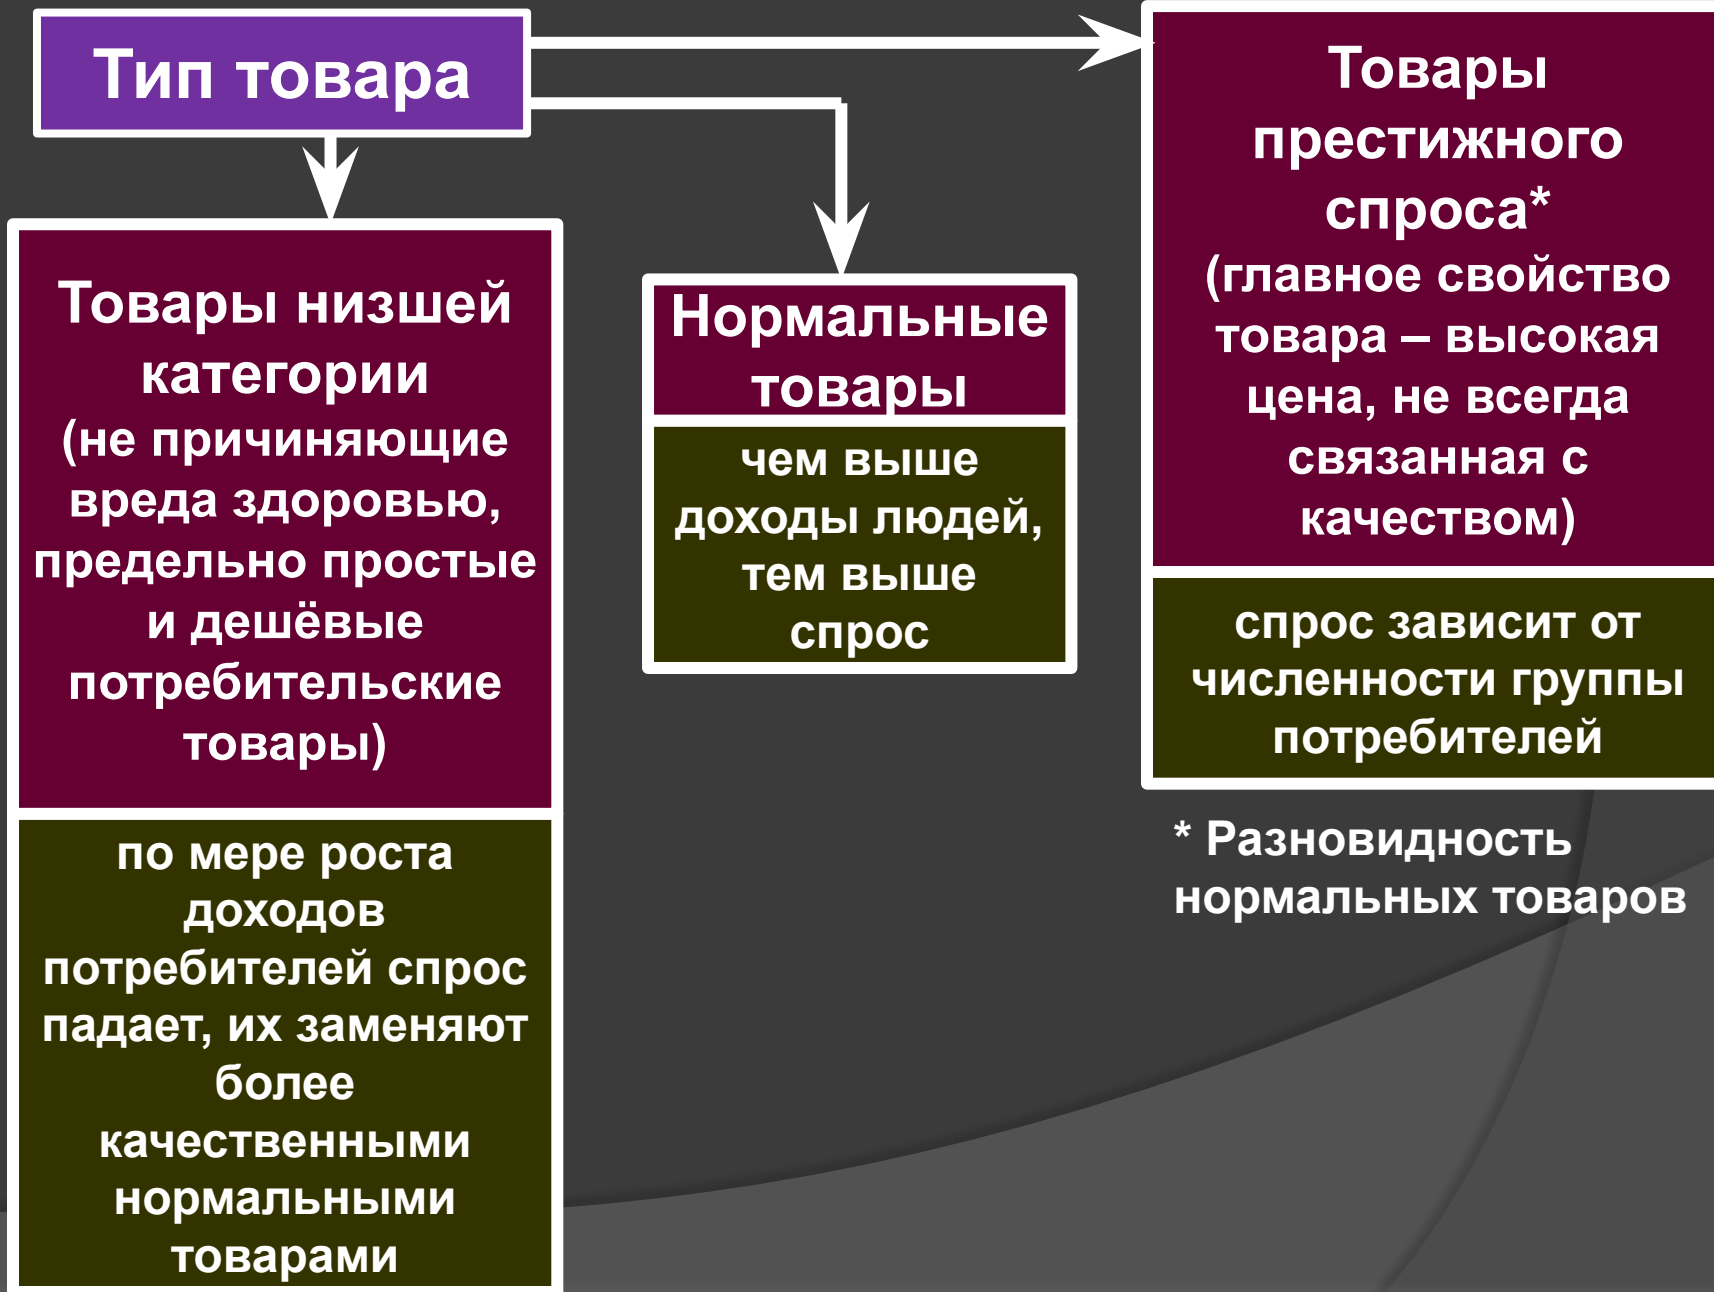 Тип товара
Товары низшей
категории
(не причиняющие
вреда здоровью,
предельно простые
и дешёвые
потребительские
товары)
по мере роста
доходов
потребителей спрос
падает, их заменяют
более
качественными
нормальными
товарами
Нормальные
товары
чем выше
доходы людей,
тем выше
спрос
Товары
престижного
спроса*
(главное свойство
товара – высокая
цена, не всегда
связанная с
качеством)
спрос зависит от
численности группы
потребителей
* Разновидность
нормальных товаров